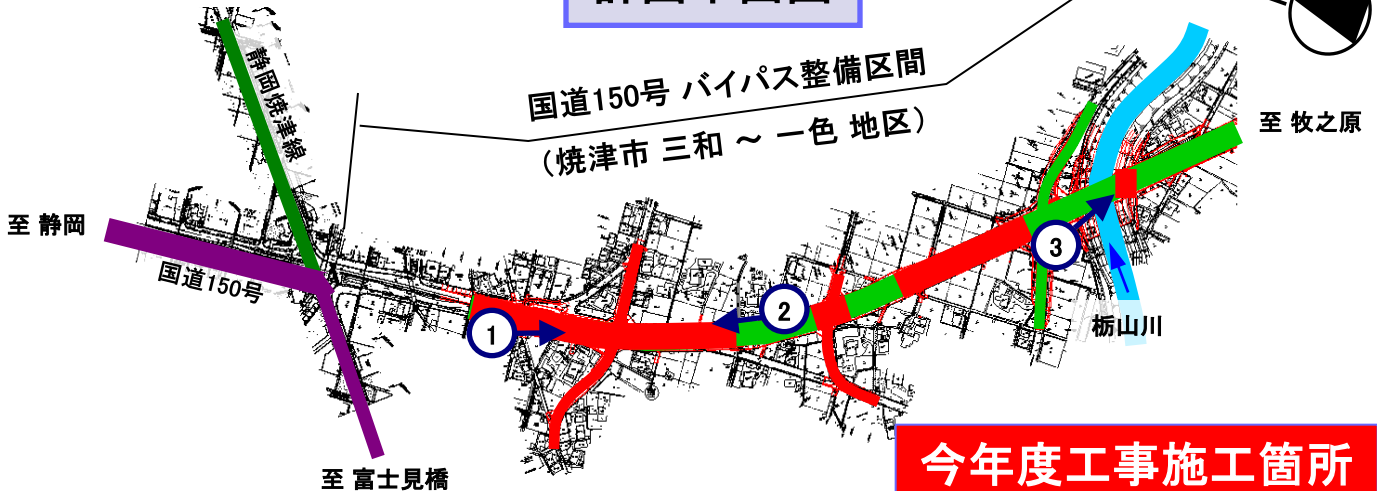 計画平面図
静岡焼津線
国道150号 バイパス整備区間
(焼津市 三和 ～ 一色 地区)
至 牧之原
至 静岡
国道150号
①
②
③
栃山川
至 富士見橋
今年度工事施工箇所